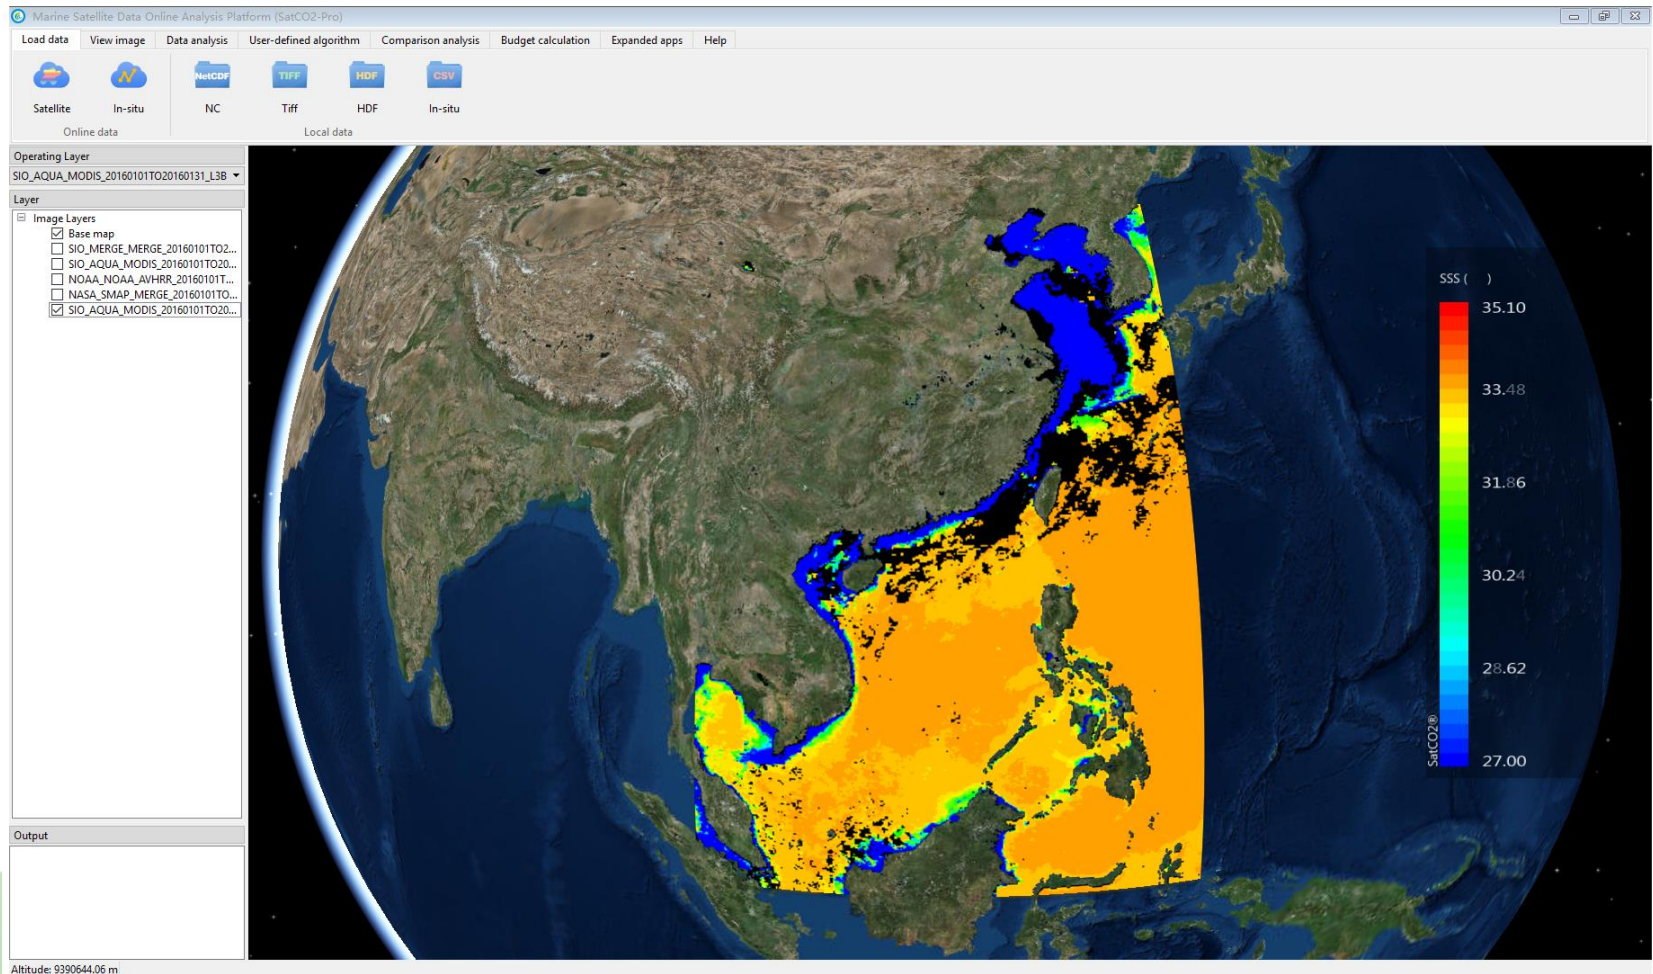 Marine Satellite Data Online Analysis Platform (SatCO2-Pro)
Load data View image Data analysis User-defined algorithm Comparison analysis Budget calculation Expanded apps Help
NetCDF TIFF HDF CSV
Satellite In-situ NC Tiff HDF In-situ
Online data Local data
Operating Layer
SIO_AQUA_MODIS_20160101TO20160131_L3B
Layer
Image Layers
Base map
SIO_MERGE_MERGE_20160101TO2...
SIO_AQUA_MODIS_20160101TO20...
NOAA_NOAA_AVHRR_20160101T...
NASA_SMAP_MERGE_20160101TO...
SIO_AQUA_MODIS_20160101TO20...
SSS ( )
35.10
33.48
31.86
30.24
28.62
27.00
SatCO2®
Output
Altitude: 9390644.06 m